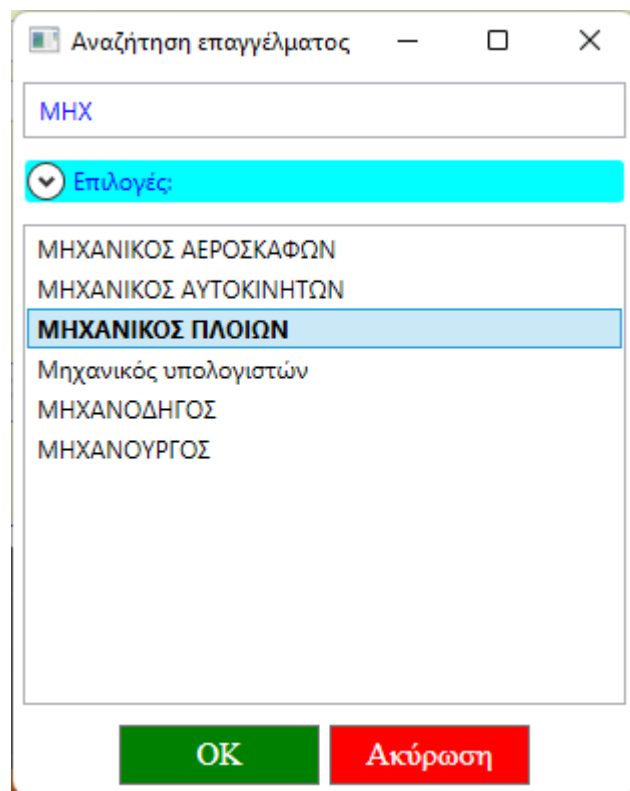 Αναζήτηση επαγγέλματος
ΜΗΧ
Επιλογές:
ΜΗΧΑΝΙΚΟΣ ΑΕΡΟΣΚΑΦΩΝ
ΜΗΧΑΝΙΚΟΣ ΑΥΤΟΚΙΝΗΤΩΝ
ΜΗΧΑΝΙΚΟΣ ΠΛΟΙΩΝ
Μηχανικός υπολογιστών
ΜΗΧΑΝΟΔΗΓΟΣ
ΜΗΧΑΝΟΥΡΓΟΣ
OK Ακύρωση